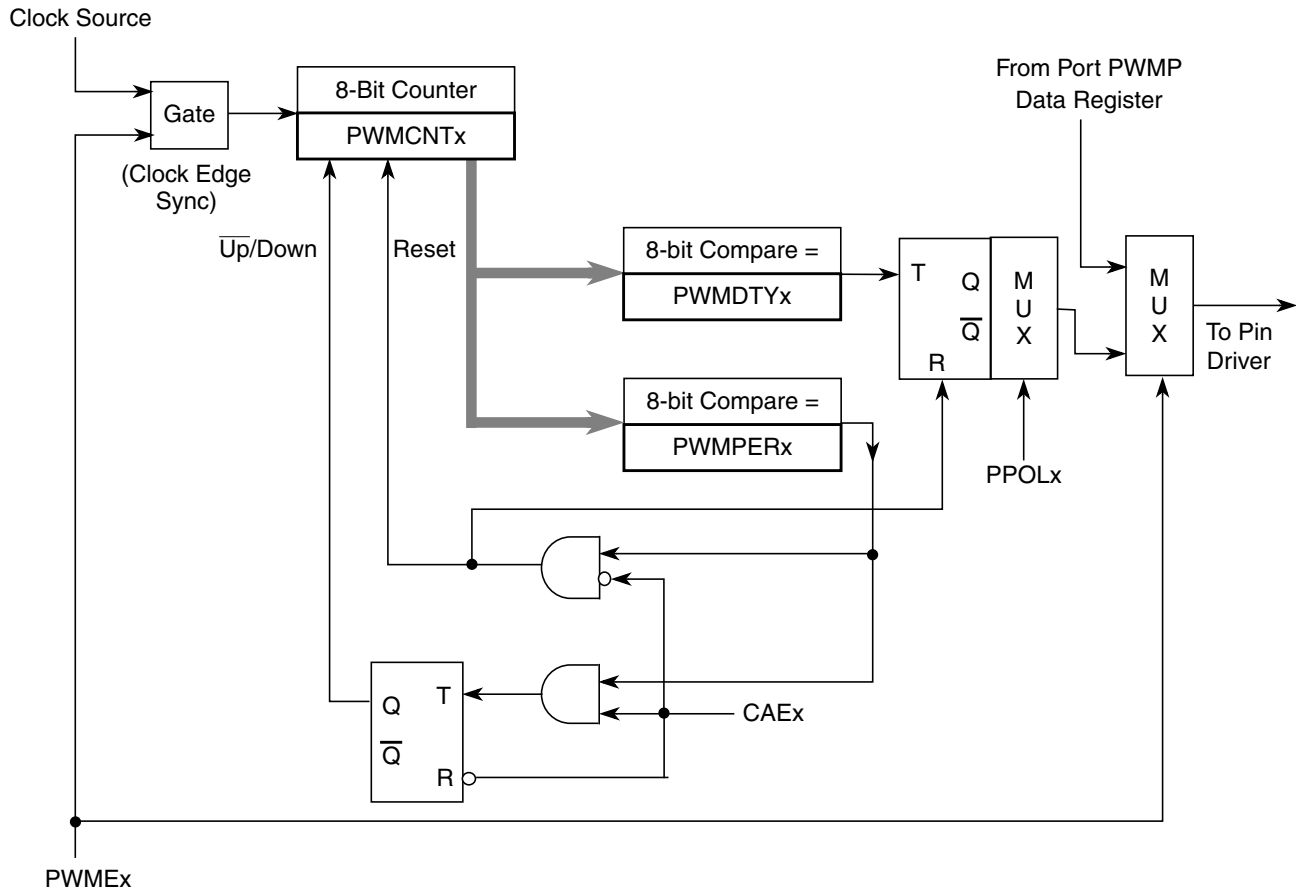 Clock Source
Gate
(Clock Edge
Sync)
8-Bit Counter
PWMCNTx
From Port PWMP
Data Register
U̅p̅/Down
Reset
8-bit Compare =
PWMDTYx
T
Q
Q̅
R
M
U
X
M
U
X
To Pin
Driver
8-bit Compare =
PWMPERx
PPOLx
Q
T
Q̅
R
CAEx
PWMEx